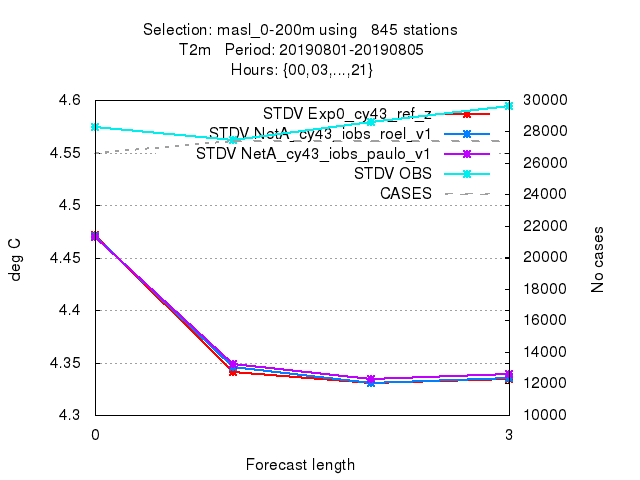 Selection: masl_0-200m using   845 stations
T2m   Period: 20190801-20190805
Hours: {00,03,...,21}
4.6
30000
STDV Exp0_cy43_ref_z
28000
STDV NetA_cy43_iobs_roel_v1
4.55
STDV NetA_cy43_iobs_paulo_v1
26000
STDV OBS
24000
CASES
4.5
22000
deg C
4.45
20000
No cases
18000
4.4
16000
4.35
14000
12000
4.3
10000
0
3
Forecast length